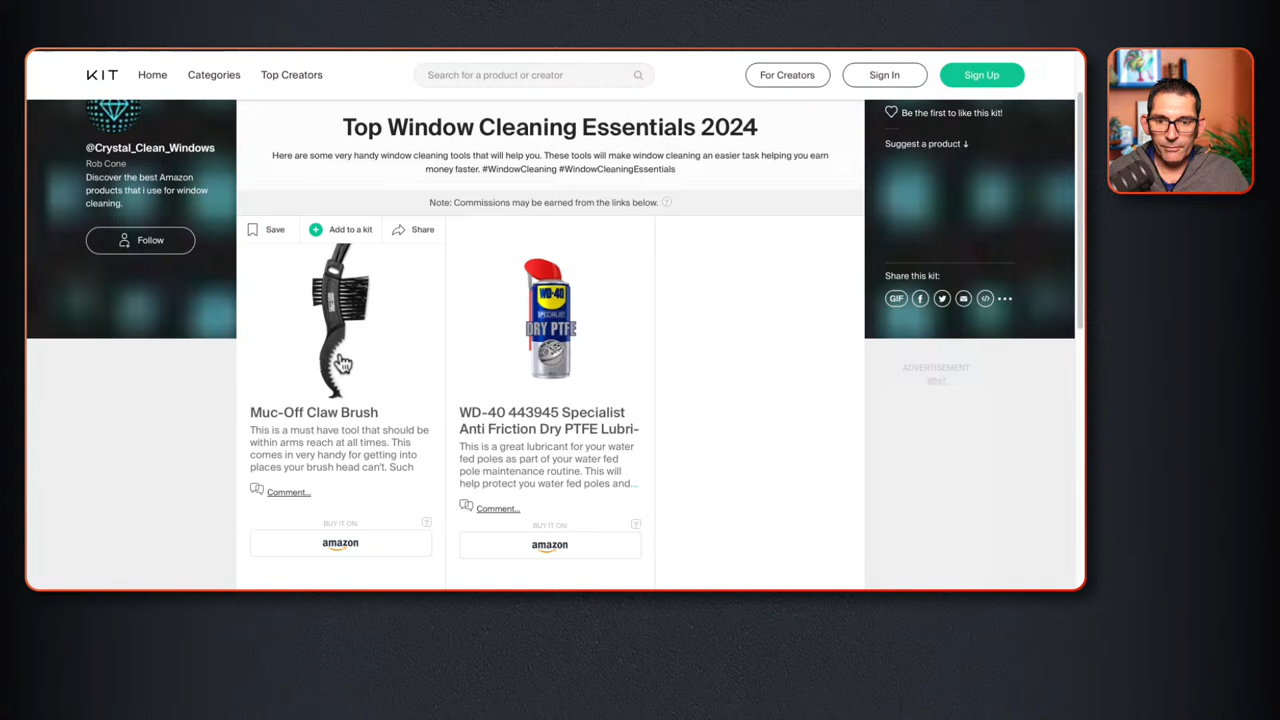 KIT
Home
Categories
Top Creators
Search for a product or creator
For Creators
Sign In
Sign Up
@Crystal_Clean_Windows
Rob Cone
Discover the best Amazon
products that i use for window
cleaning.
Follow
Top Window Cleaning Essentials 2024
Here are some very handy window cleaning tools that will help you. These tools will make window cleaning an easier task helping you earn
money faster. #WindowCleaning #WindowCleaningEssentials
Note: Commissions may be earned from the links below. ?
Save
Add to a kit
Share
Muc-Off Claw Brush
This is a must have tool that should be
within arms reach at all times. This
comes in very handy for getting into
places your brush head can't. Such
Comment...
BUY IT ON:
?
amazon
WD-40
SPECIALIST
DRY PTFE
WD-40 443945 Specialist
Anti Friction Dry PTFE Lubri-
This is a great lubricant for your water
fed poles as part of your water fed
pole maintenance routine. This will
help protect you water fed poles and...
Comment...
BUY IT ON:
?
amazon
Be the first to like this kit!
Suggest a product ↓
Share this kit:
GIF
ADVERTISEMENT
Why?